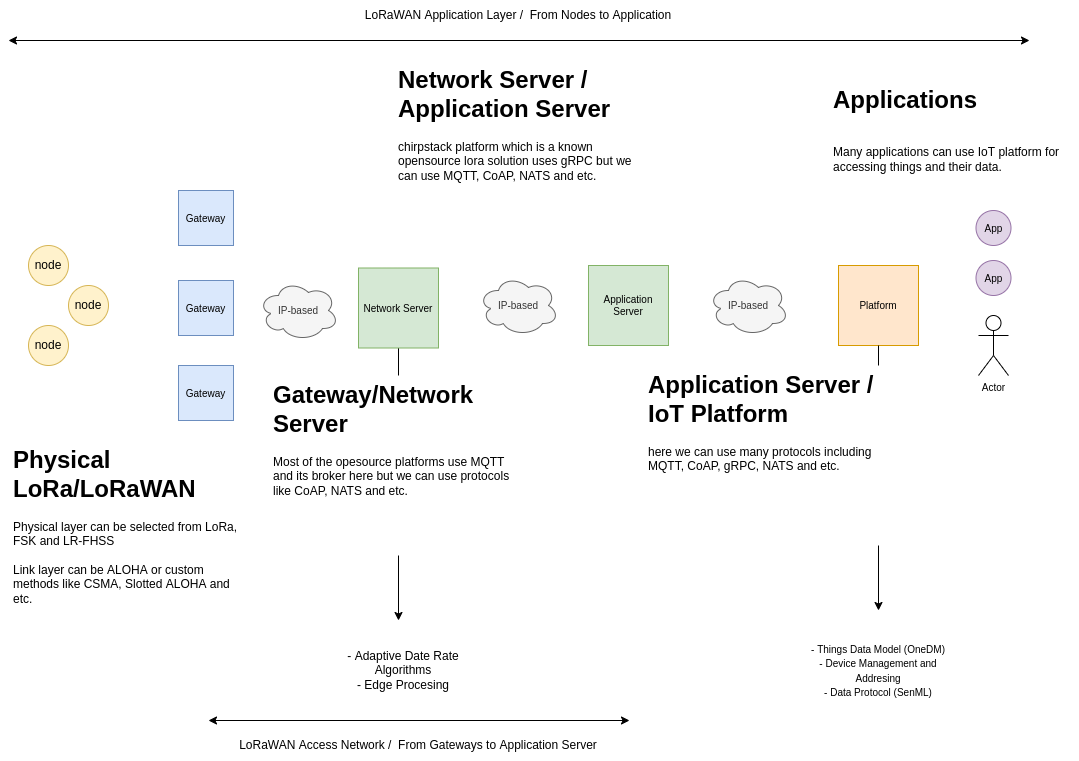 LoRaWAN Application Layer /  From Nodes to Application
Network Server /
Application Server
chirpstack platform which is a known
opensource lora solution uses gRPC but we
can use MQTT, CoAP, NATS and etc.
Applications
Many applications can use IoT platform for
accessing things and their data.
Gateway
Gateway
Gateway
node
node
node
IP-based
Network Server
IP-based
Application
Server
IP-based
Platform
App
App
Actor
Gateway/Network
Server
Most of the opesource platforms use MQTT
and its broker here but we can use protocols
like CoAP, NATS and etc.
Application Server /
IoT Platform
here we can use many protocols including
MQTT, CoAP, gRPC, NATS and etc.
Physical
LoRa/LoRaWAN
Physical layer can be selected from LoRa,
FSK and LR-FHSS
Link layer can be ALOHA or custom
methods like CSMA, Slotted ALOHA and
etc.
- Adaptive Date Rate
Algorithms
- Edge Procesing
- Things Data Model (OneDM)
- Device Management and
Addresing
- Data Protocol (SenML)
LoRaWAN Access Network /  From Gateways to Application Server